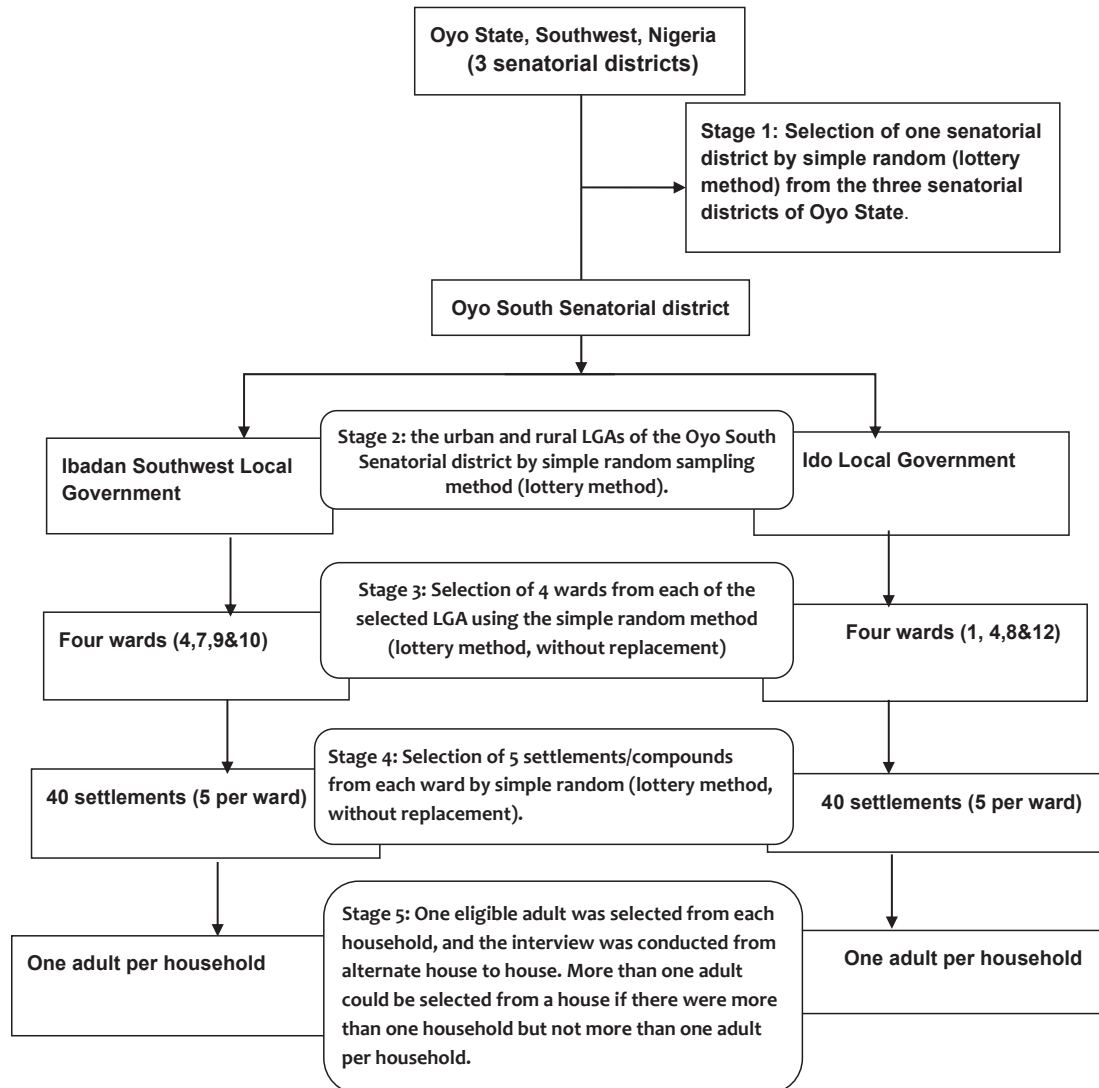 Oyo State, Southwest, Nigeria
(3 senatorial districts)
Stage 1: Selection of one senatorial
district by simple random (lottery
method) from the three senatorial
districts of Oyo State.
Oyo South Senatorial district
Ibadan Southwest Local
Government
Stage 2: the urban and rural LGAs of the Oyo South
Senatorial district by simple random sampling
method (lottery method).
Ido Local Government
Four wards (4,7,9&10)
Stage 3: Selection of 4 wards from each of the
selected LGA using the simple random method
(lottery method, without replacement)
Four wards (1, 4,8&12)
40 settlements (5 per ward)
Stage 4: Selection of 5 settlements/compounds
from each ward by simple random (lottery method,
without replacement).
40 settlements (5 per ward)
One adult per household
Stage 5: One eligible adult was selected from each
household, and the interview was conducted from
alternate house to house. More than one adult
could be selected from a house if there were more
than one household but not more than one adult
per household.
One adult per household